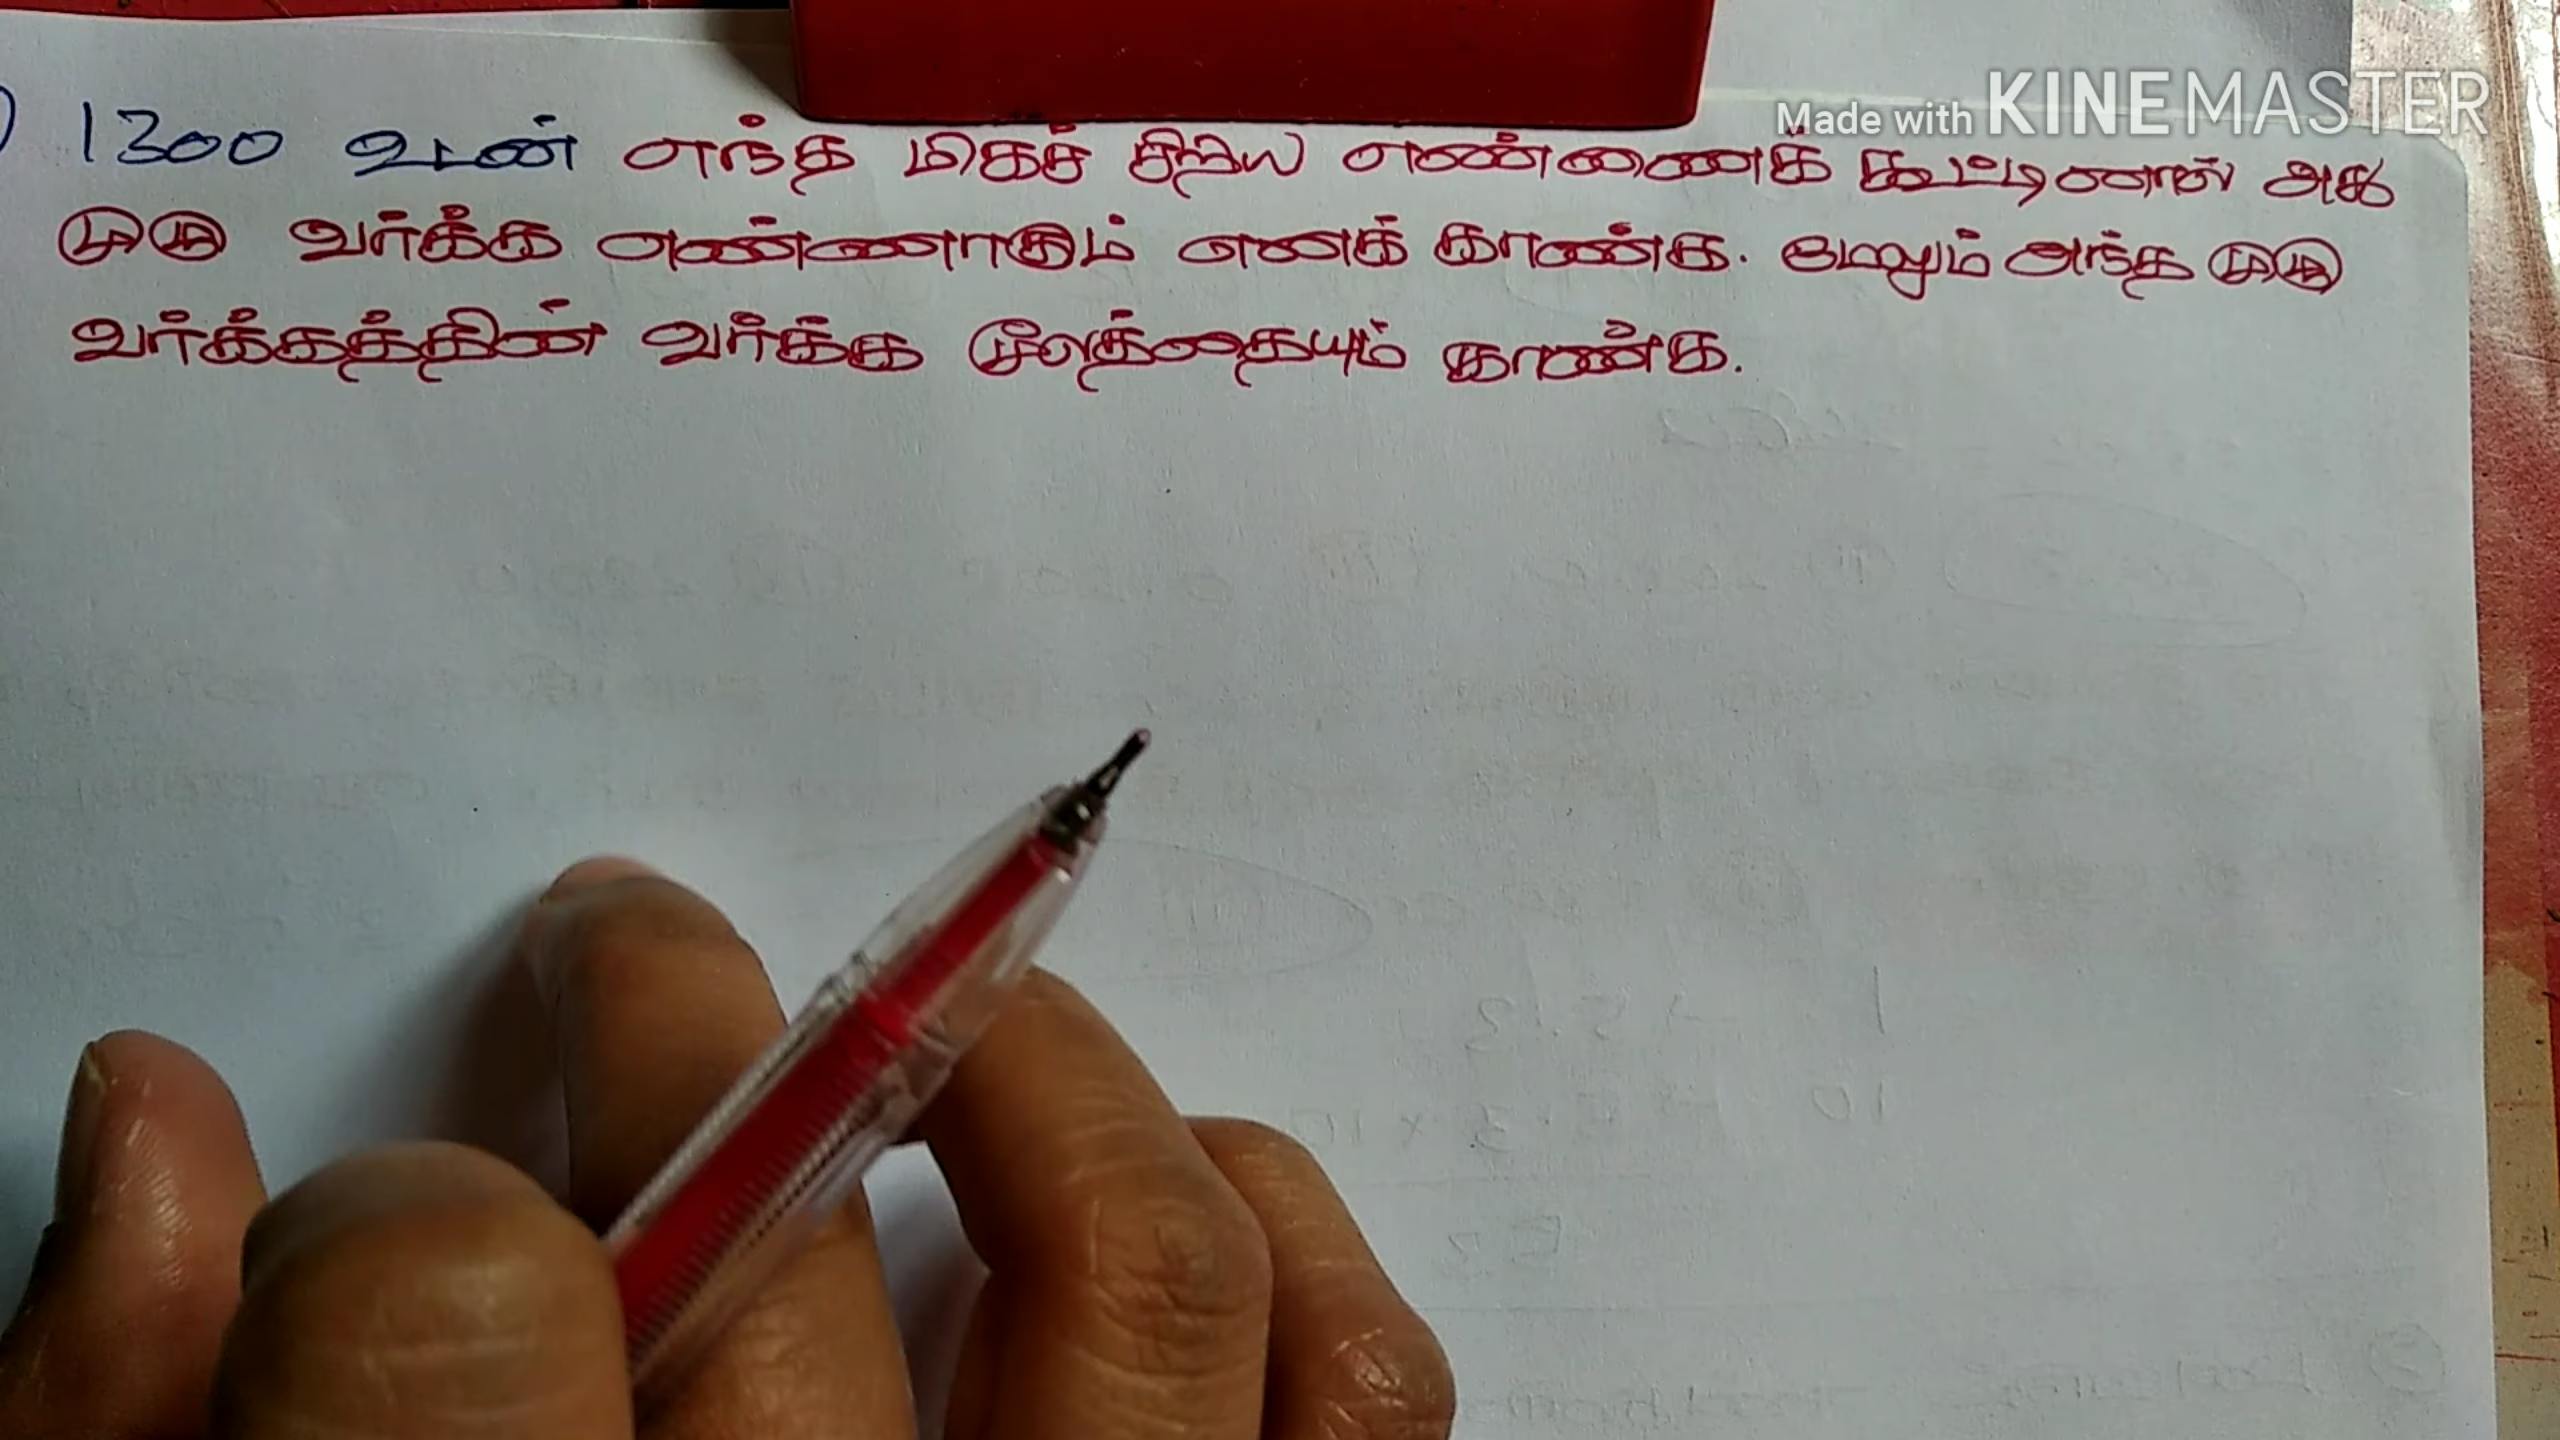 Made with KINEMASTER
1300 உடன் எந்த மிகச் சிறிய எண்ணைக் கூட்டினால் அது
முழு வர்க்க எண்ணாகும் எனக் காண்க. மேலும் அந்த முழு
வர்க்கத்தின் வர்க்க மூலத்தையும் காண்க.